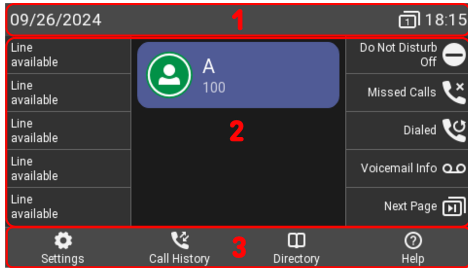 09/26/2024 1 1 18:15
Line
available
Line
available
Line
available
Line
available
Line
available
A
100
2
Do Not Disturb
Off
Missed Calls
Dialed
Voicemail Info
Next Page
Settings
Call History
3
Directory
Help